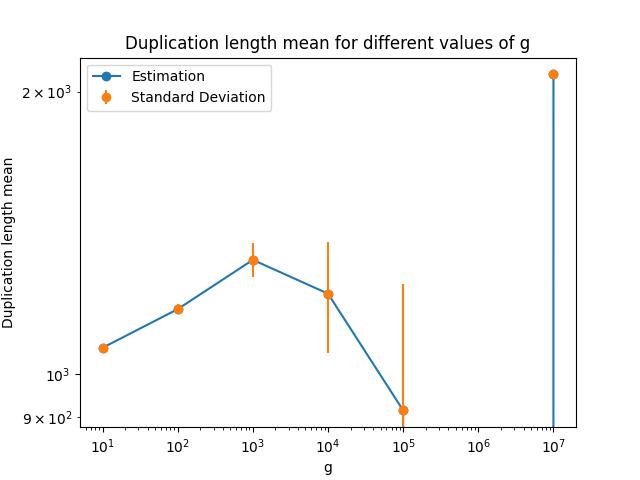 Duplication length mean for different values of g
Estimation
Standard Deviation
Duplication length mean
2 × 10³
10³
9 × 10²
10¹ 10² 10³ 10⁴ 10⁵ 10⁶ 10⁷
g